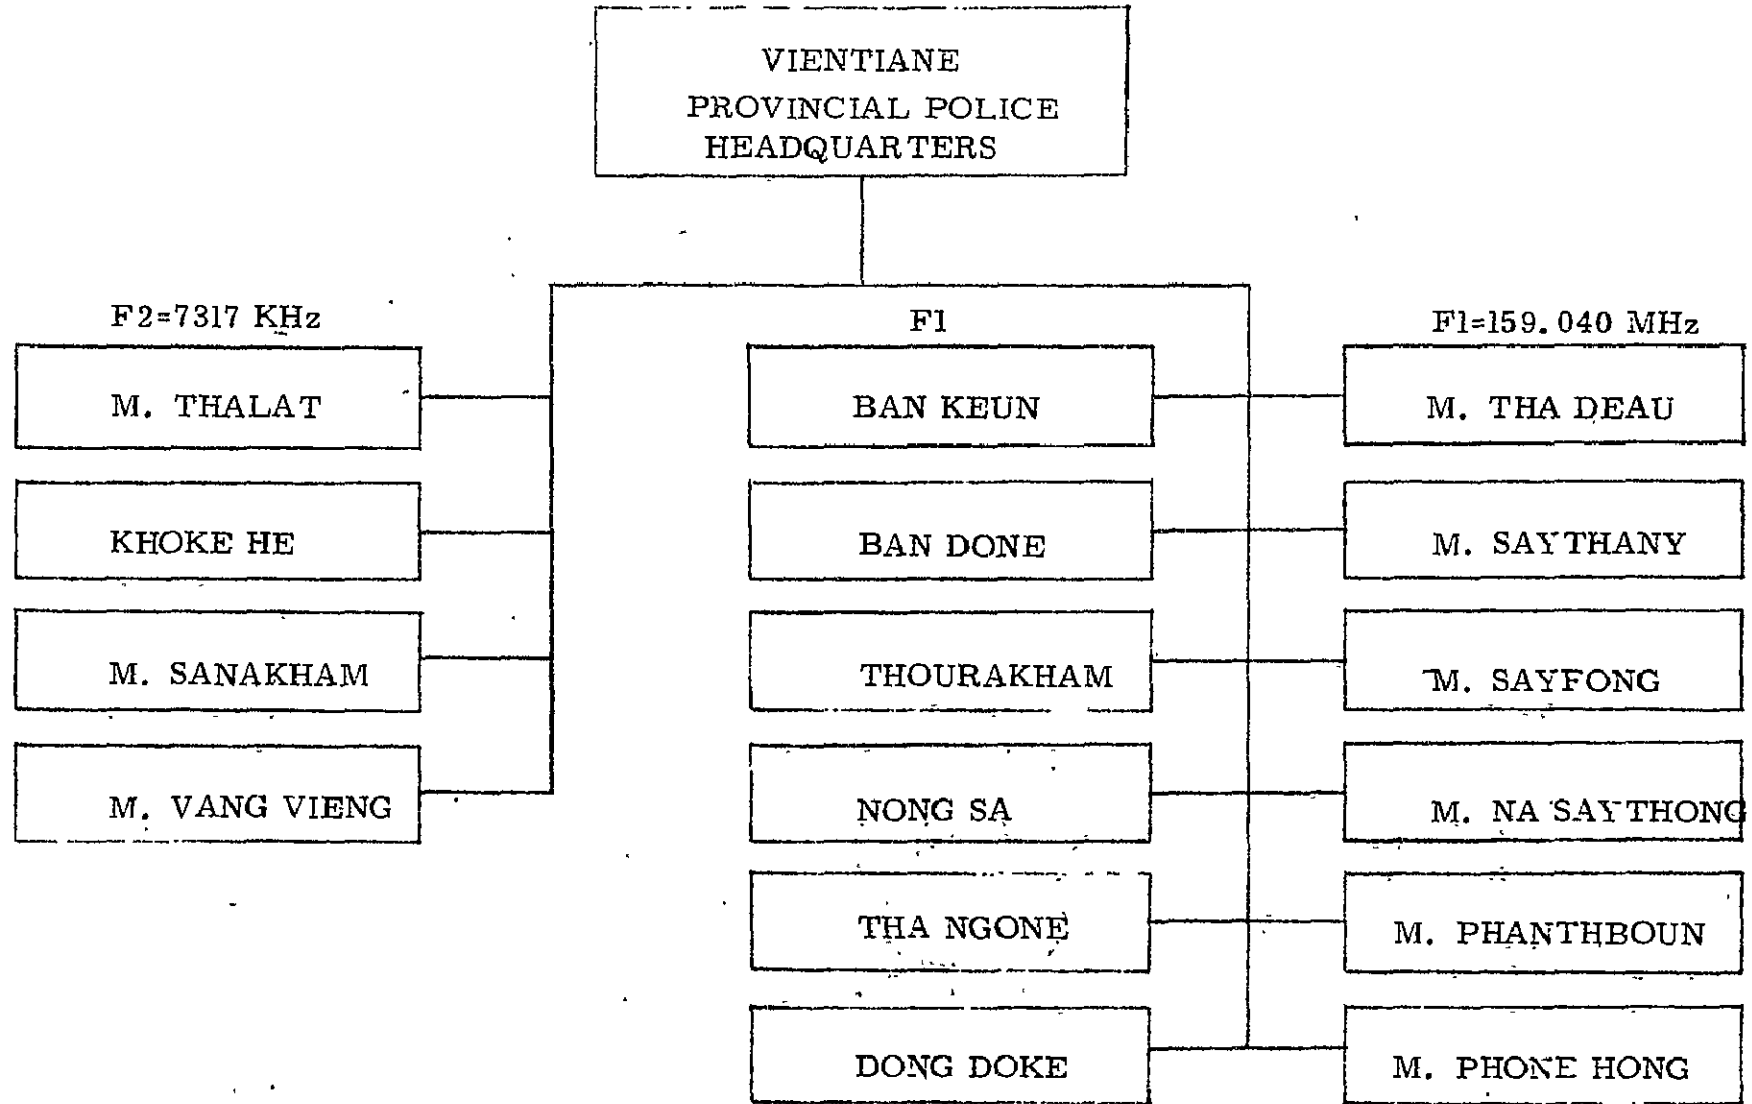 VIENTIANE
PROVINCIAL POLICE
HEADQUARTERS
F2=7317 KHz
M. THALAT
KHOKE HE
M. SANAKHAM
M. VANG VIENG
F1
BAN KEUN
BAN DONE
THOURAKHAM
NONG SA
THA NGONE
DONG DOKE
F1=159.040 MHz
M. THA DEAU
M. SAYTHANY
M. SAYFONG
M. NA SAYTHONG
M. PHANTHBOUN
M. PHONE HONG